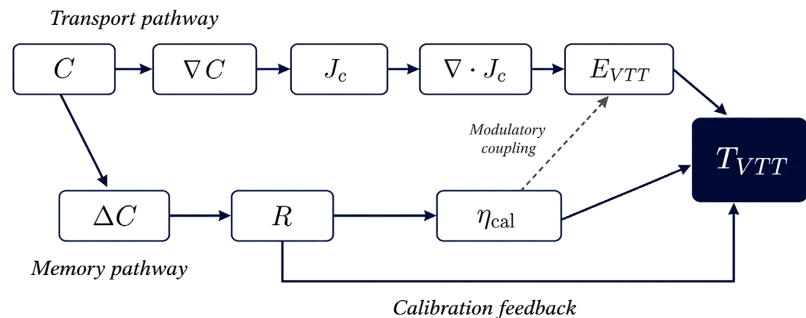 Transport pathway
C
∇C
J_c
∇ · J_c
E_VTT
Modulatory
coupling
T_VTT
ΔC
R
η_cal
Memory pathway
Calibration feedback